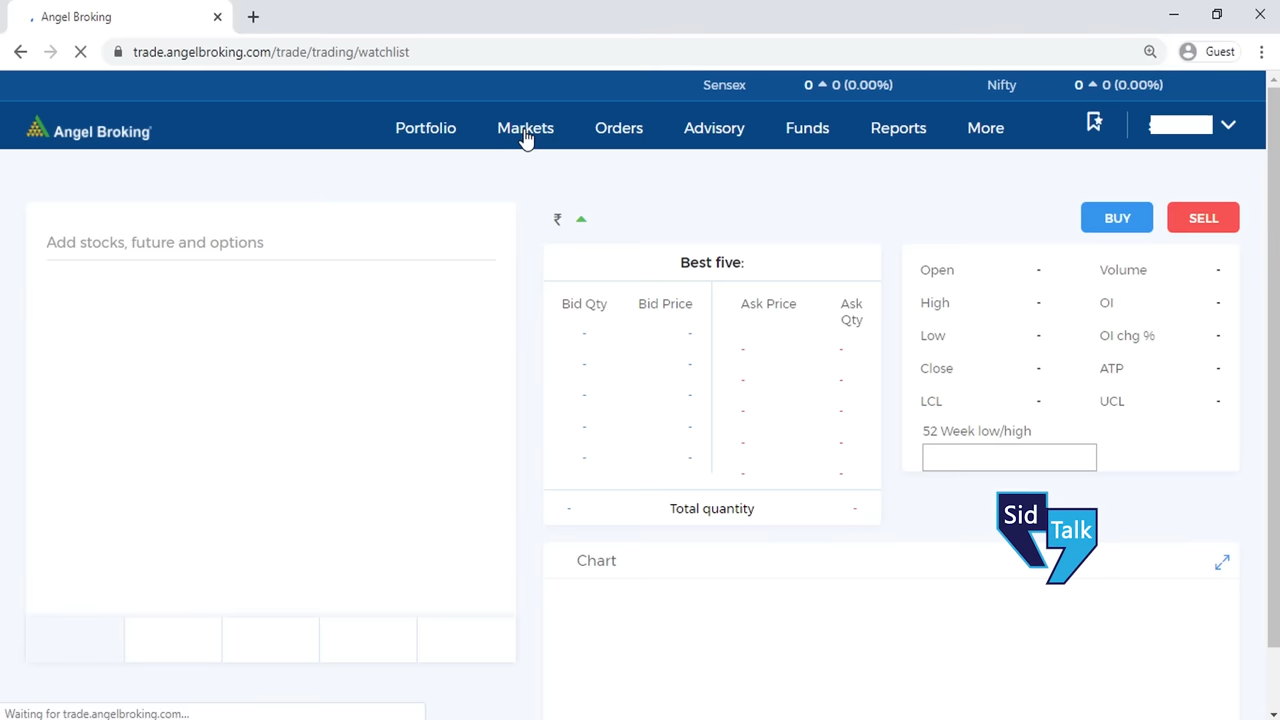 Angel Broking
trade.angelbroking.com/trade/trading/watchlist
Guest
Sensex 0 0 (0.00%) Nifty 0 0 (0.00%)
Angel Broking
Portfolio Markets Orders Advisory Funds Reports More
Add stocks, future and options
₹
BUY SELL
Best five:
Bid Qty Bid Price Ask Price Ask Qty
- - - -
- - - -
- - - -
- - - -
- - - -
- Total quantity -
Open - Volume -
High - OI -
Low - OI chg % -
Close - ATP -
LCL - UCL -
52 Week low/high
Sid
Talk
Chart
Waiting for trade.angelbroking.com...